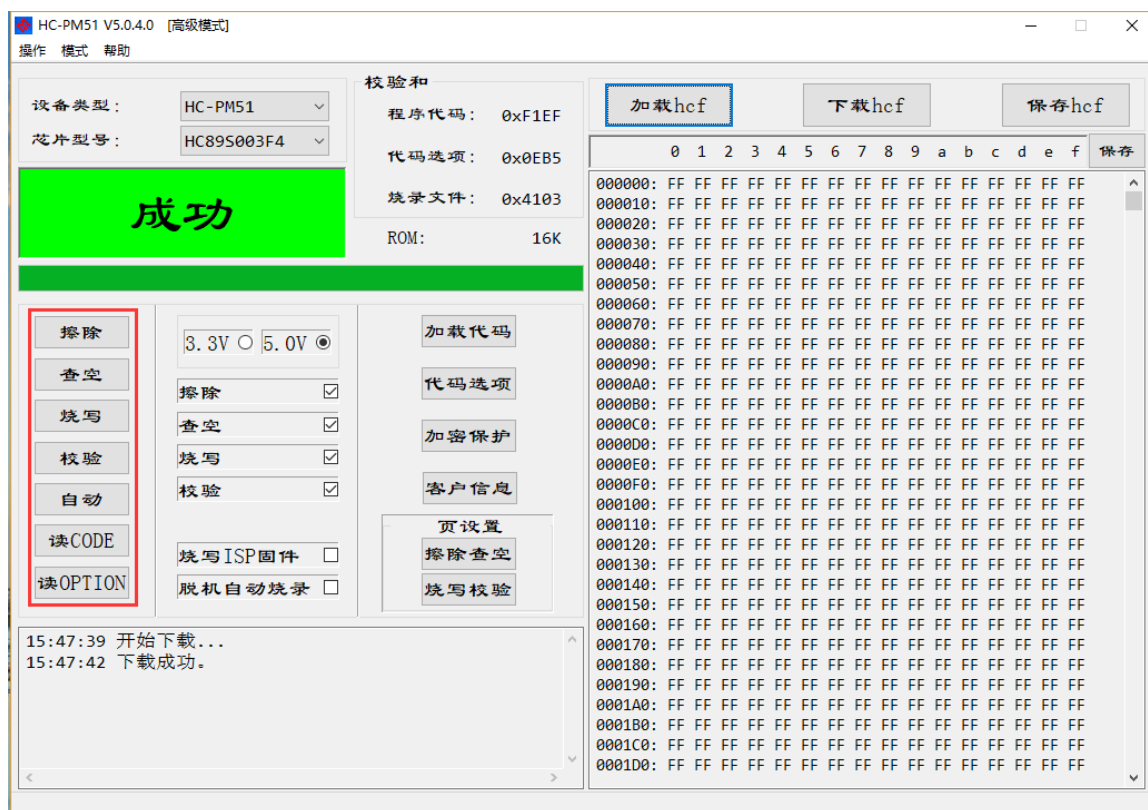 HC-PM51 V5.0.4.0 [高级模式]
操作 模式 帮助
设备类型: HC-PM51
芯片型号: HC89S003F4
成功
校验和
程序代码: 0xF1EF
代码选项: 0x0EB5
烧录文件: 0x4103
ROM: 16K
擦除
查空
烧写
校验
自动
读CODE
读OPTION
3.3V 5.0V
擦除
查空
烧写
校验
烧写ISP固件
脱机自动烧录
加载代码
代码选项
加密保护
客户信息
页设置
擦除查空
烧写校验
15:47:39 开始下载...
15:47:42 下载成功。
加载hcf 下载hcf 保存hcf
0 1 2 3 4 5 6 7 8 9 a b c d e f 保存
000000: FF FF FF FF FF FF FF FF FF FF FF FF FF FF FF FF
000010: FF FF FF FF FF FF FF FF FF FF FF FF FF FF FF FF
000020: FF FF FF FF FF FF FF FF FF FF FF FF FF FF FF FF
000030: FF FF FF FF FF FF FF FF FF FF FF FF FF FF FF FF
000040: FF FF FF FF FF FF FF FF FF FF FF FF FF FF FF FF
000050: FF FF FF FF FF FF FF FF FF FF FF FF FF FF FF FF
000060: FF FF FF FF FF FF FF FF FF FF FF FF FF FF FF FF
000070: FF FF FF FF FF FF FF FF FF FF FF FF FF FF FF FF
000080: FF FF FF FF FF FF FF FF FF FF FF FF FF FF FF FF
000090: FF FF FF FF FF FF FF FF FF FF FF FF FF FF FF FF
0000A0: FF FF FF FF FF FF FF FF FF FF FF FF FF FF FF FF
0000B0: FF FF FF FF FF FF FF FF FF FF FF FF FF FF FF FF
0000C0: FF FF FF FF FF FF FF FF FF FF FF FF FF FF FF FF
0000D0: FF FF FF FF FF FF FF FF FF FF FF FF FF FF FF FF
0000E0: FF FF FF FF FF FF FF FF FF FF FF FF FF FF FF FF
0000F0: FF FF FF FF FF FF FF FF FF FF FF FF FF FF FF FF
000100: FF FF FF FF FF FF FF FF FF FF FF FF FF FF FF FF
000110: FF FF FF FF FF FF FF FF FF FF FF FF FF FF FF FF
000120: FF FF FF FF FF FF FF FF FF FF FF FF FF FF FF FF
000130: FF FF FF FF FF FF FF FF FF FF FF FF FF FF FF FF
000140: FF FF FF FF FF FF FF FF FF FF FF FF FF FF FF FF
000150: FF FF FF FF FF FF FF FF FF FF FF FF FF FF FF FF
000160: FF FF FF FF FF FF FF FF FF FF FF FF FF FF FF FF
000170: FF FF FF FF FF FF FF FF FF FF FF FF FF FF FF FF
000180: FF FF FF FF FF FF FF FF FF FF FF FF FF FF FF FF
000190: FF FF FF FF FF FF FF FF FF FF FF FF FF FF FF FF
0001A0: FF FF FF FF FF FF FF FF FF FF FF FF FF FF FF FF
0001B0: FF FF FF FF FF FF FF FF FF FF FF FF FF FF FF FF
0001C0: FF FF FF FF FF FF FF FF FF FF FF FF FF FF FF FF
0001D0: FF FF FF FF FF FF FF FF FF FF FF FF FF FF FF FF